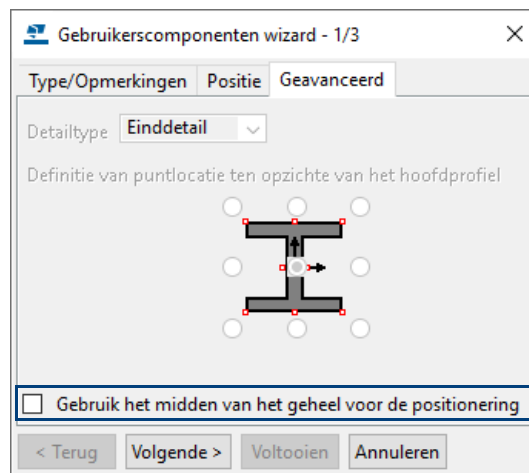 Gebruikerscomponenten wizard - 1/3
Type/Opmerkingen Positie Geavanceerd
Detailtype Einddetail
Definitie van puntlocatie ten opzichte van het hoofdprofiel
Gebruik het midden van het geheel voor de positionering
< Terug Volgende > Voltooien Annuleren